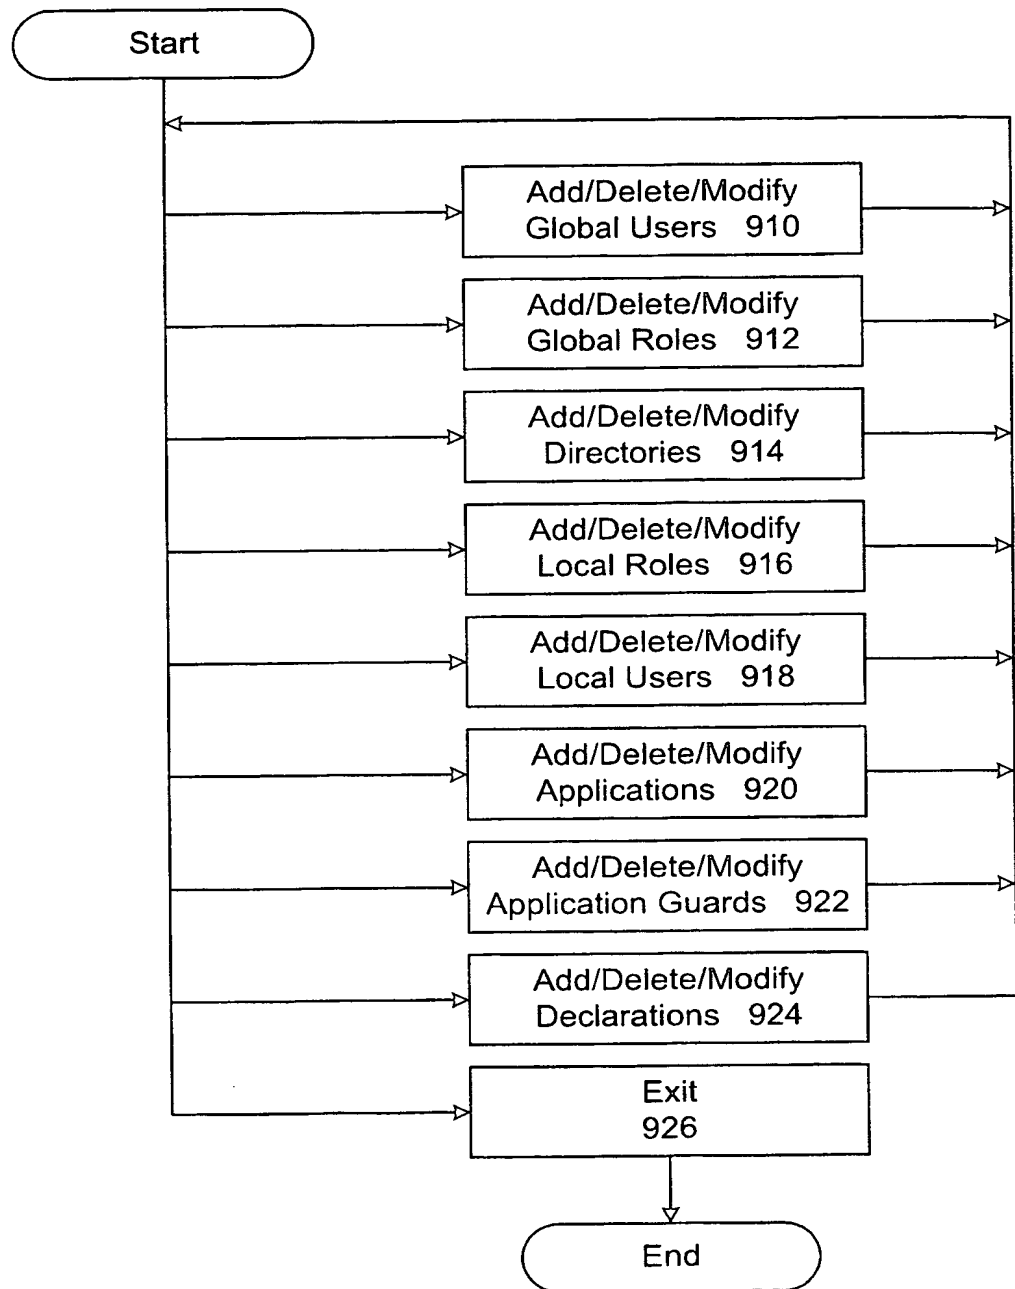 Start
Add/Delete/Modify
Global Users 910
Add/Delete/Modify
Global Roles 912
Add/Delete/Modify
Directories 914
Add/Delete/Modify
Local Roles 916
Add/Delete/Modify
Local Users 918
Add/Delete/Modify
Applications 920
Add/Delete/Modify
Application Guards 922
Add/Delete/Modify
Declarations 924
Exit
926
End